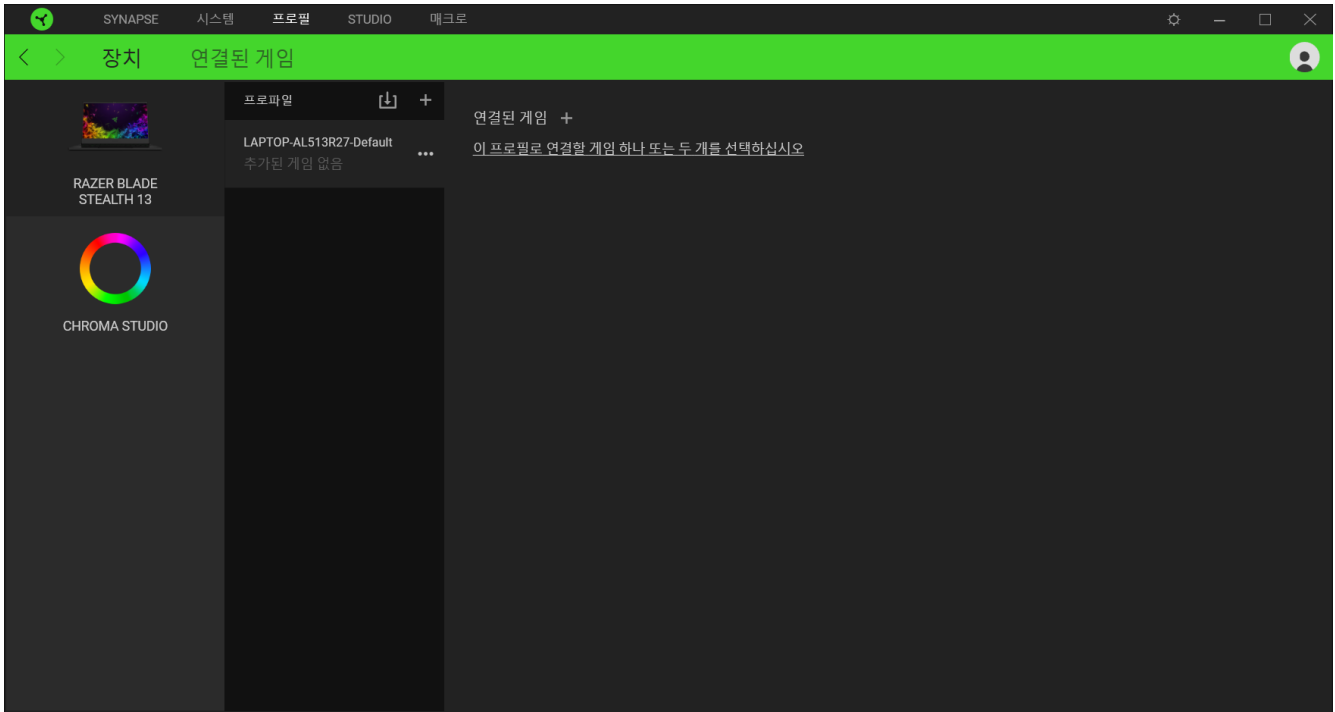 SYNAPSE 시스템 프로필 STUDIO 매크로
장치 연결된 게임
RAZER BLADE
STEALTH 13
CHROMA STUDIO
프로파일
LAPTOP-AL513R27-Default
추가된 게임 없음
연결된 게임
이 프로필로 연결할 게임 하나 또는 두 개를 선택하십시오